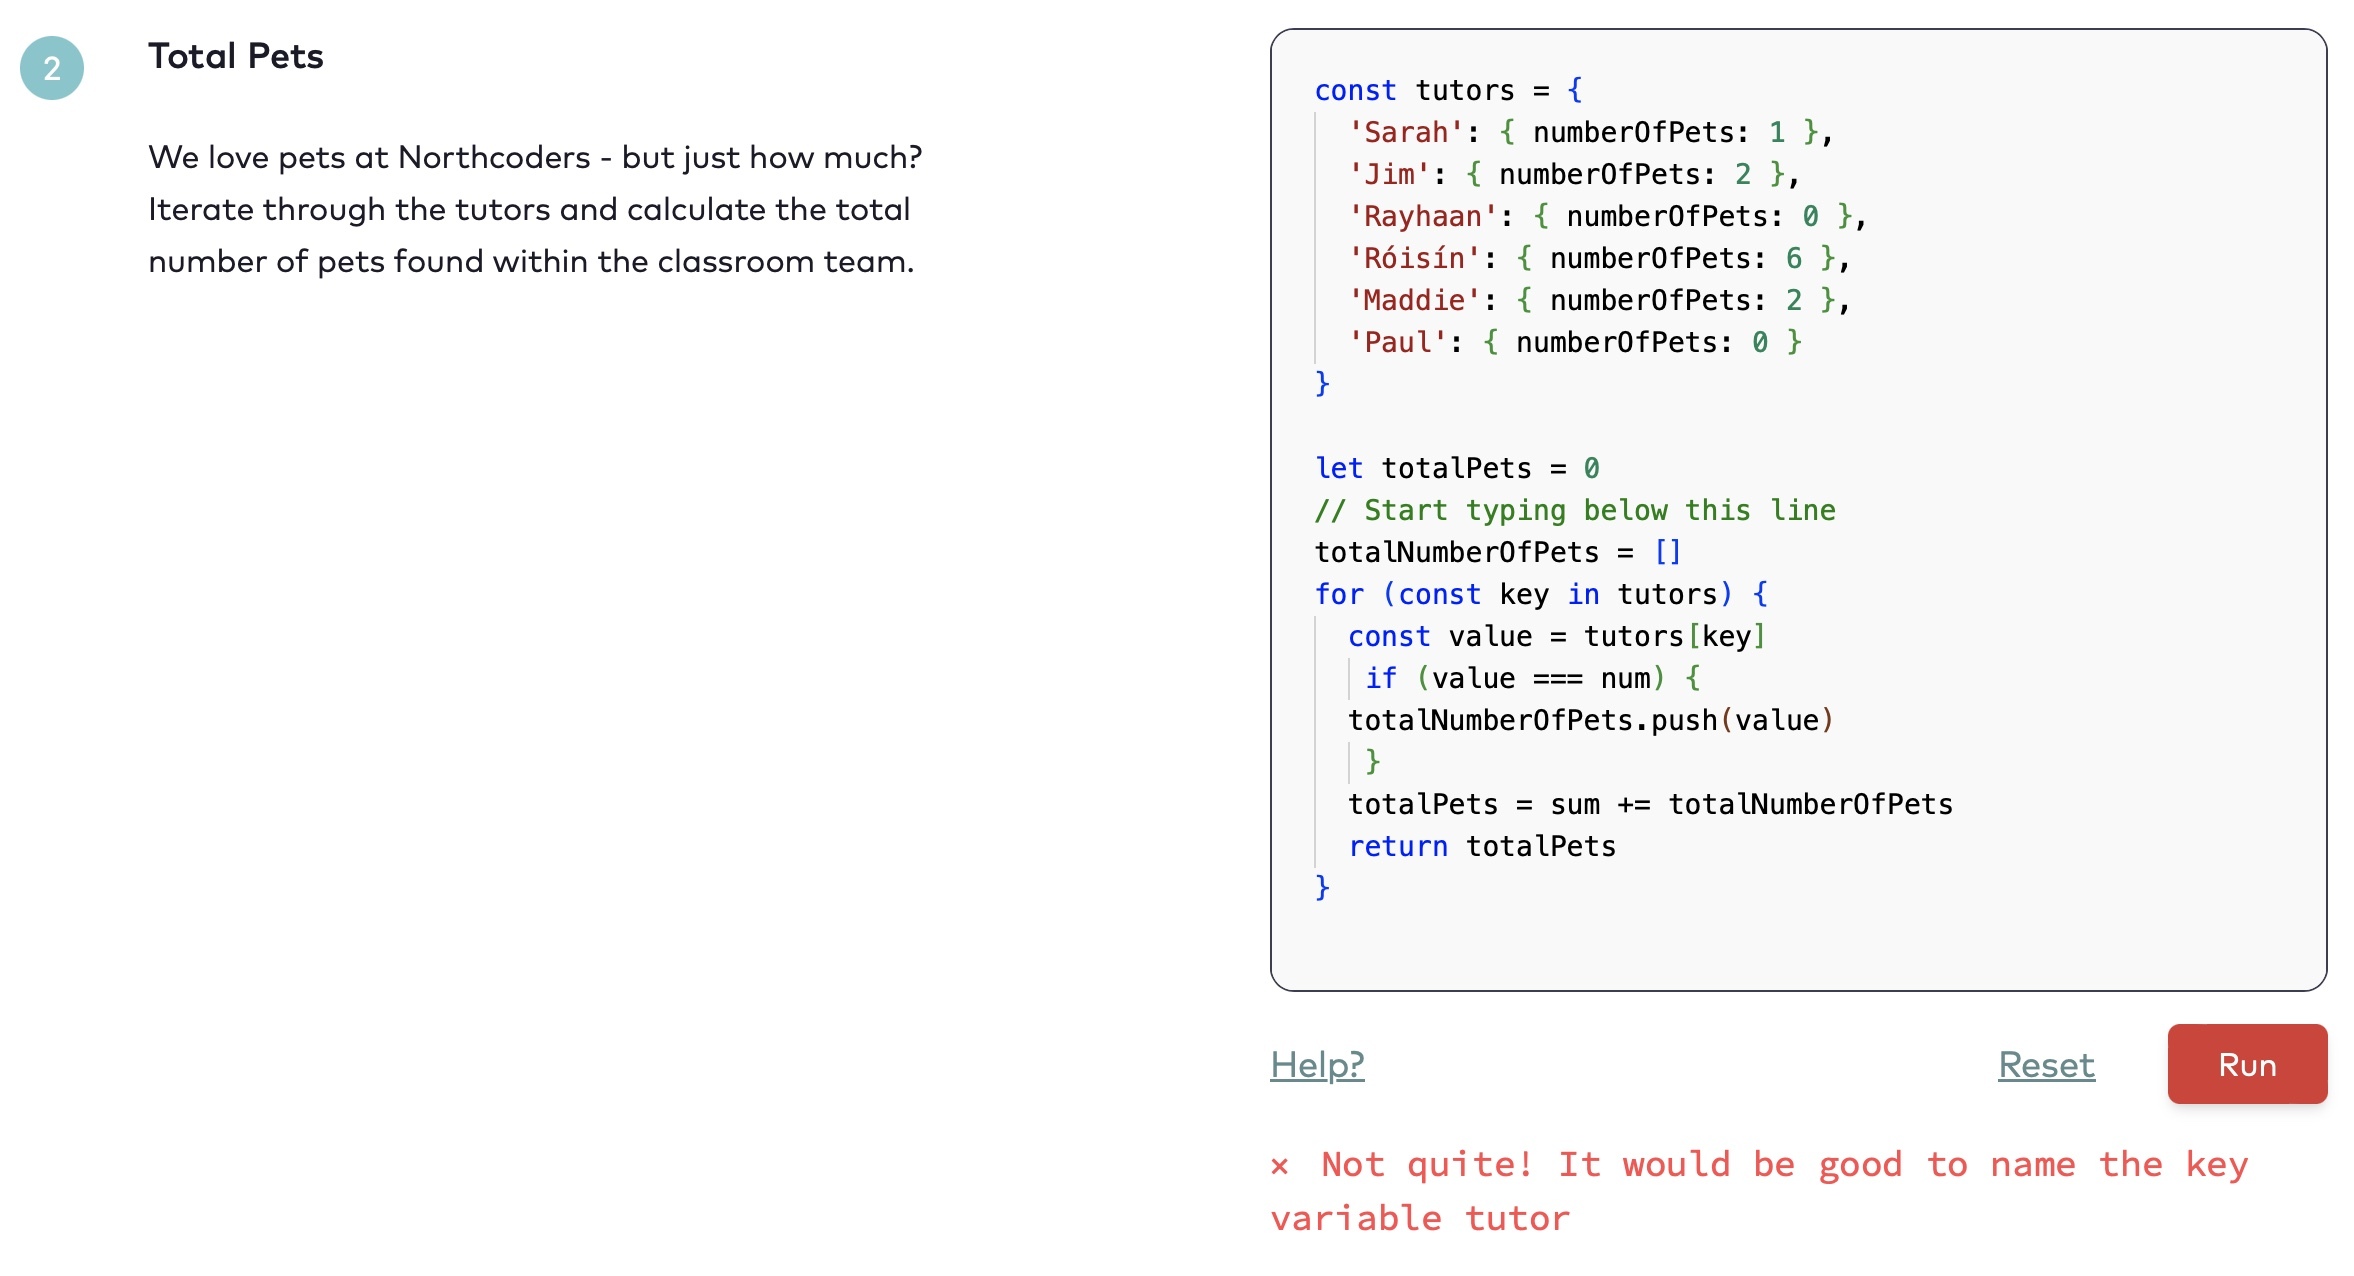 2
Total Pets
We love pets at Northcoders - but just how much?
Iterate through the tutors and calculate the total
number of pets found within the classroom team.
const tutors = {
  'Sarah': { numberOfPets: 1 },
  'Jim': { numberOfPets: 2 },
  'Rayhaan': { numberOfPets: 0 },
  'Róisín': { numberOfPets: 6 },
  'Maddie': { numberOfPets: 2 },
  'Paul': { numberOfPets: 0 }
}
let totalPets = 0
// Start typing below this line
totalNumberOfPets = []
for (const key in tutors) {
  const value = tutors[key]
   if (value === num) {
  totalNumberOfPets.push(value)
   }
  totalPets = sum += totalNumberOfPets
  return totalPets
}
Help?
Reset
Run
× Not quite! It would be good to name the key
variable tutor